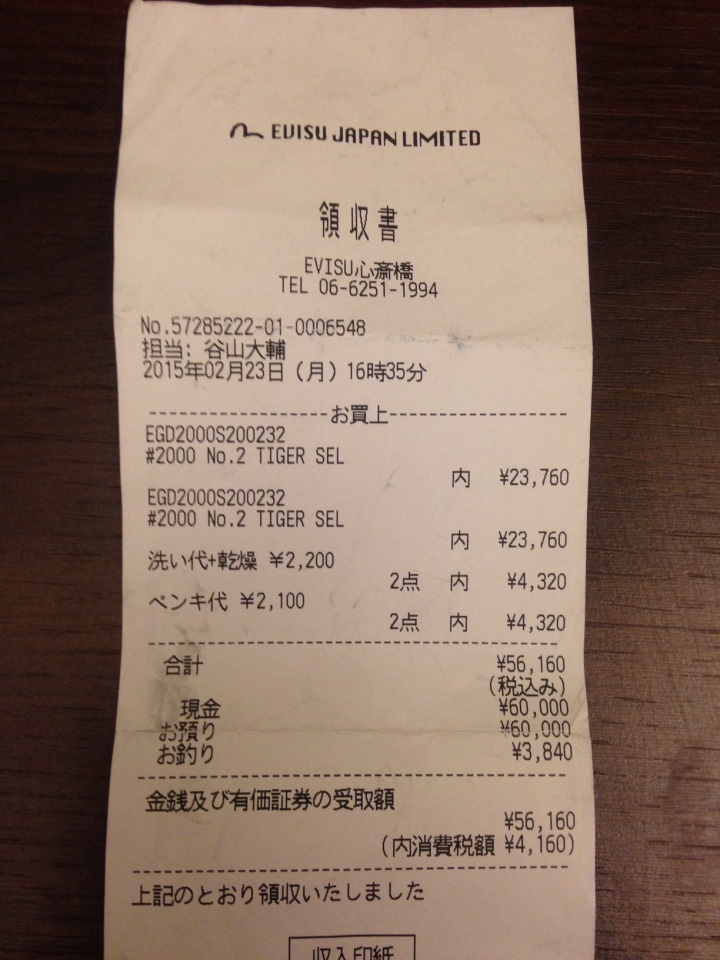 EVISU JAPAN LIMITED
領収書
EVISU心斎橋
TEL 06-6251-1994
No.57285222-01-0006548
担当: 谷山大輔
2015年02月23日(月)16時35分
お買上
EGD2000S200232
#2000 No.2 TIGER SEL
内 ¥23,760
EGD2000S200232
#2000 No.2 TIGER SEL
内 ¥23,760
洗い代+乾燥 ¥2,200
2点 内 ¥4,320
ペンキ代 ¥2,100
2点 内 ¥4,320
合計 ¥56,160
(税込み)
現金 ¥60,000
お預り ¥60,000
お釣り ¥3,840
金銭及び有価証券の受取額
¥56,160
(内消費税額 ¥4,160)
上記のとおり領収いたしました
収入印紙